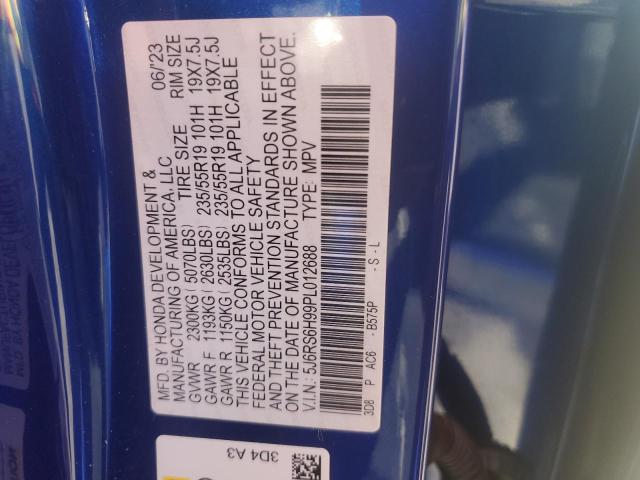 MFD. BY HONDA DEVELOPMENT & 06/'23
MANUFACTURING OF AMERICA, LLC
TIRE SIZE RIM SIZE
GVWR 2300KG( 5070LBS)
GAWR F 1193KG( 2630LBS) 235/55R19 101H 19X7.5J
GAWR R 1150KG( 2535LBS) 235/55R19 101H 19X7.5J
THIS VEHICLE CONFORMS TO ALL APPLICABLE
FEDERAL MOTOR VEHICLE SAFETY
AND THEFT PREVENTION STANDARDS IN EFFECT
ON THE DATE OF MANUFACTURE SHOWN ABOVE.
V.I.N.: 5J6RS6H99PL012688 TYPE: MPV
3D8 P AC6 -B575P - S - L
3D4 A3